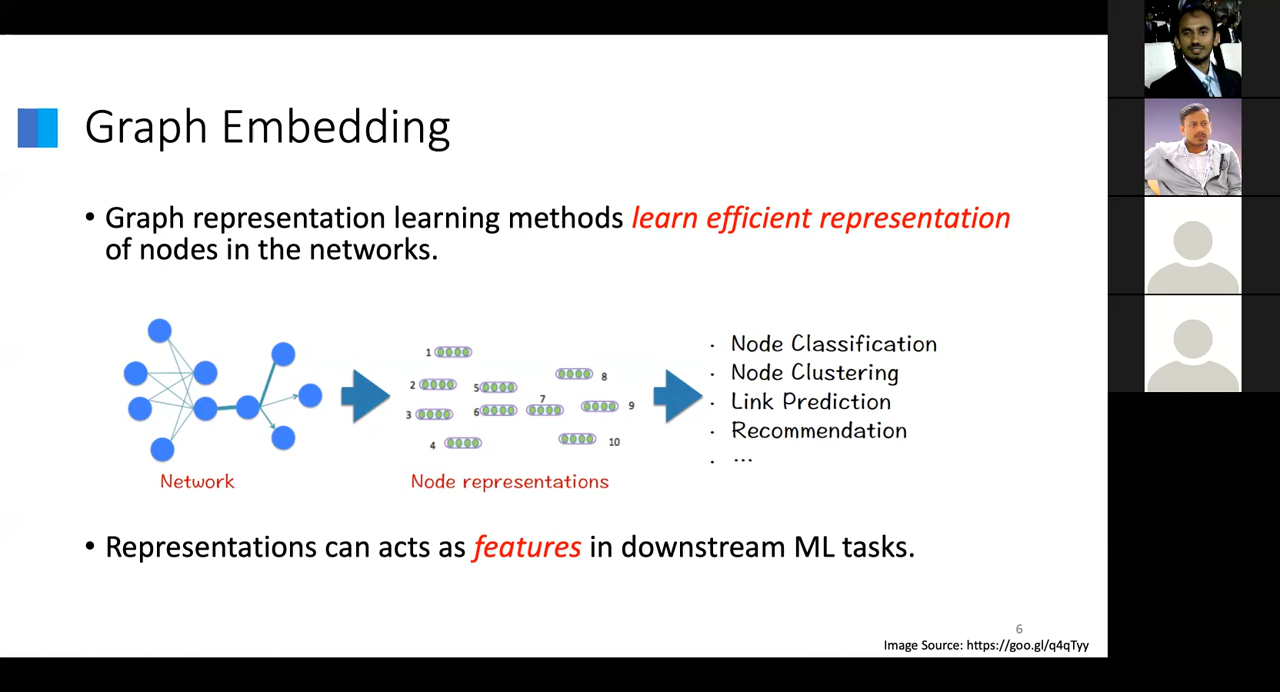 Graph Embedding
• Graph representation learning methods learn efficient representation
of nodes in the networks.
1
2
3
4
5
6
7
8
9
10
Network
Node representations
· Node Classification
· Node Clustering
· Link Prediction
· Recommendation
· ...
• Representations can acts as features in downstream ML tasks.
6
Image Source: https://goo.gl/q4qTyy